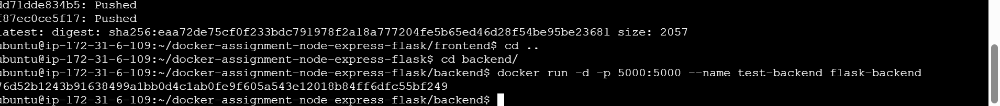 dd71dde834b5: Pushed
f87ec0ce5f17: Pushed
latest: digest: sha256:eaa72de75cf0f233bdc791978f2a18a777204fe5b65ed46d28f54be95be23681 size: 2057
ubuntu@ip-172-31-6-109:~/docker-assignment-node-express-flask/frontend$ cd ..
ubuntu@ip-172-31-6-109:~/docker-assignment-node-express-flask$ cd backend/
ubuntu@ip-172-31-6-109:~/docker-assignment-node-express-flask/backend$ docker run -d -p 5000:5000 --name test-backend flask-backend
76d52b1243b91638499a1bb0d4c1ab0fe9f605a543e12018b84ff6dfc55bf249
ubuntu@ip-172-31-6-109:~/docker-assignment-node-express-flask/backend$